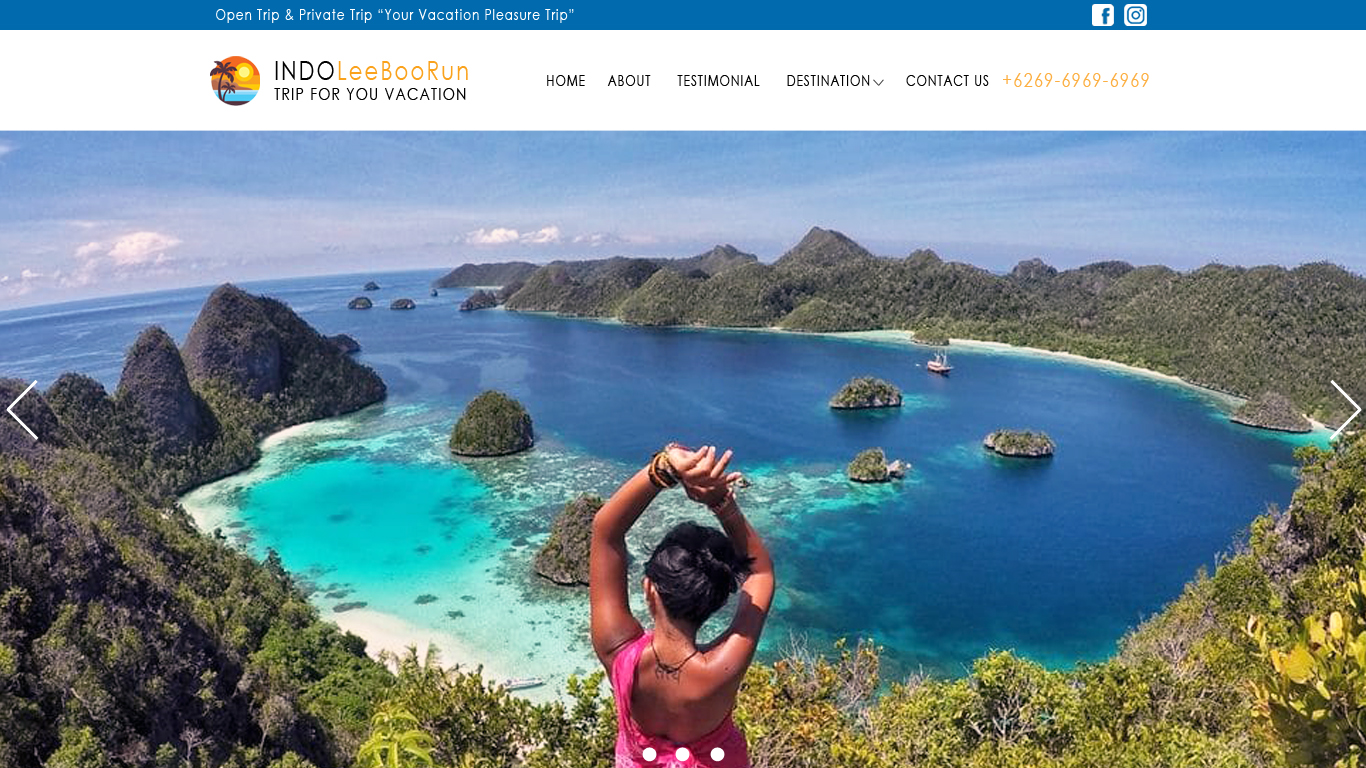 Open Trip & Private Trip “Your Vacation Pleasure Trip”
INDOLeeBooRun
TRIP FOR YOU VACATION
HOME ABOUT TESTIMONIAL DESTINATION CONTACT US +6269-6969-6969